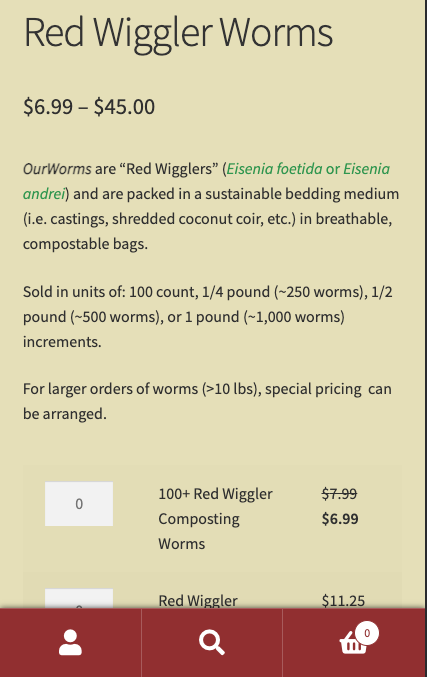 Red Wiggler Worms
$6.99 – $45.00
OurWorms are “Red Wigglers” (Eisenia foetida or Eisenia
andrei) and are packed in a sustainable bedding medium
(i.e. castings, shredded coconut coir, etc.) in breathable,
compostable bags.
Sold in units of: 100 count, 1/4 pound (~250 worms), 1/2
pound (~500 worms), or 1 pound (~1,000 worms)
increments.
For larger orders of worms (>10 lbs), special pricing can
be arranged.
0 100+ Red Wiggler $7.99
Composting $6.99
Worms
Red Wiggler $11.25
0